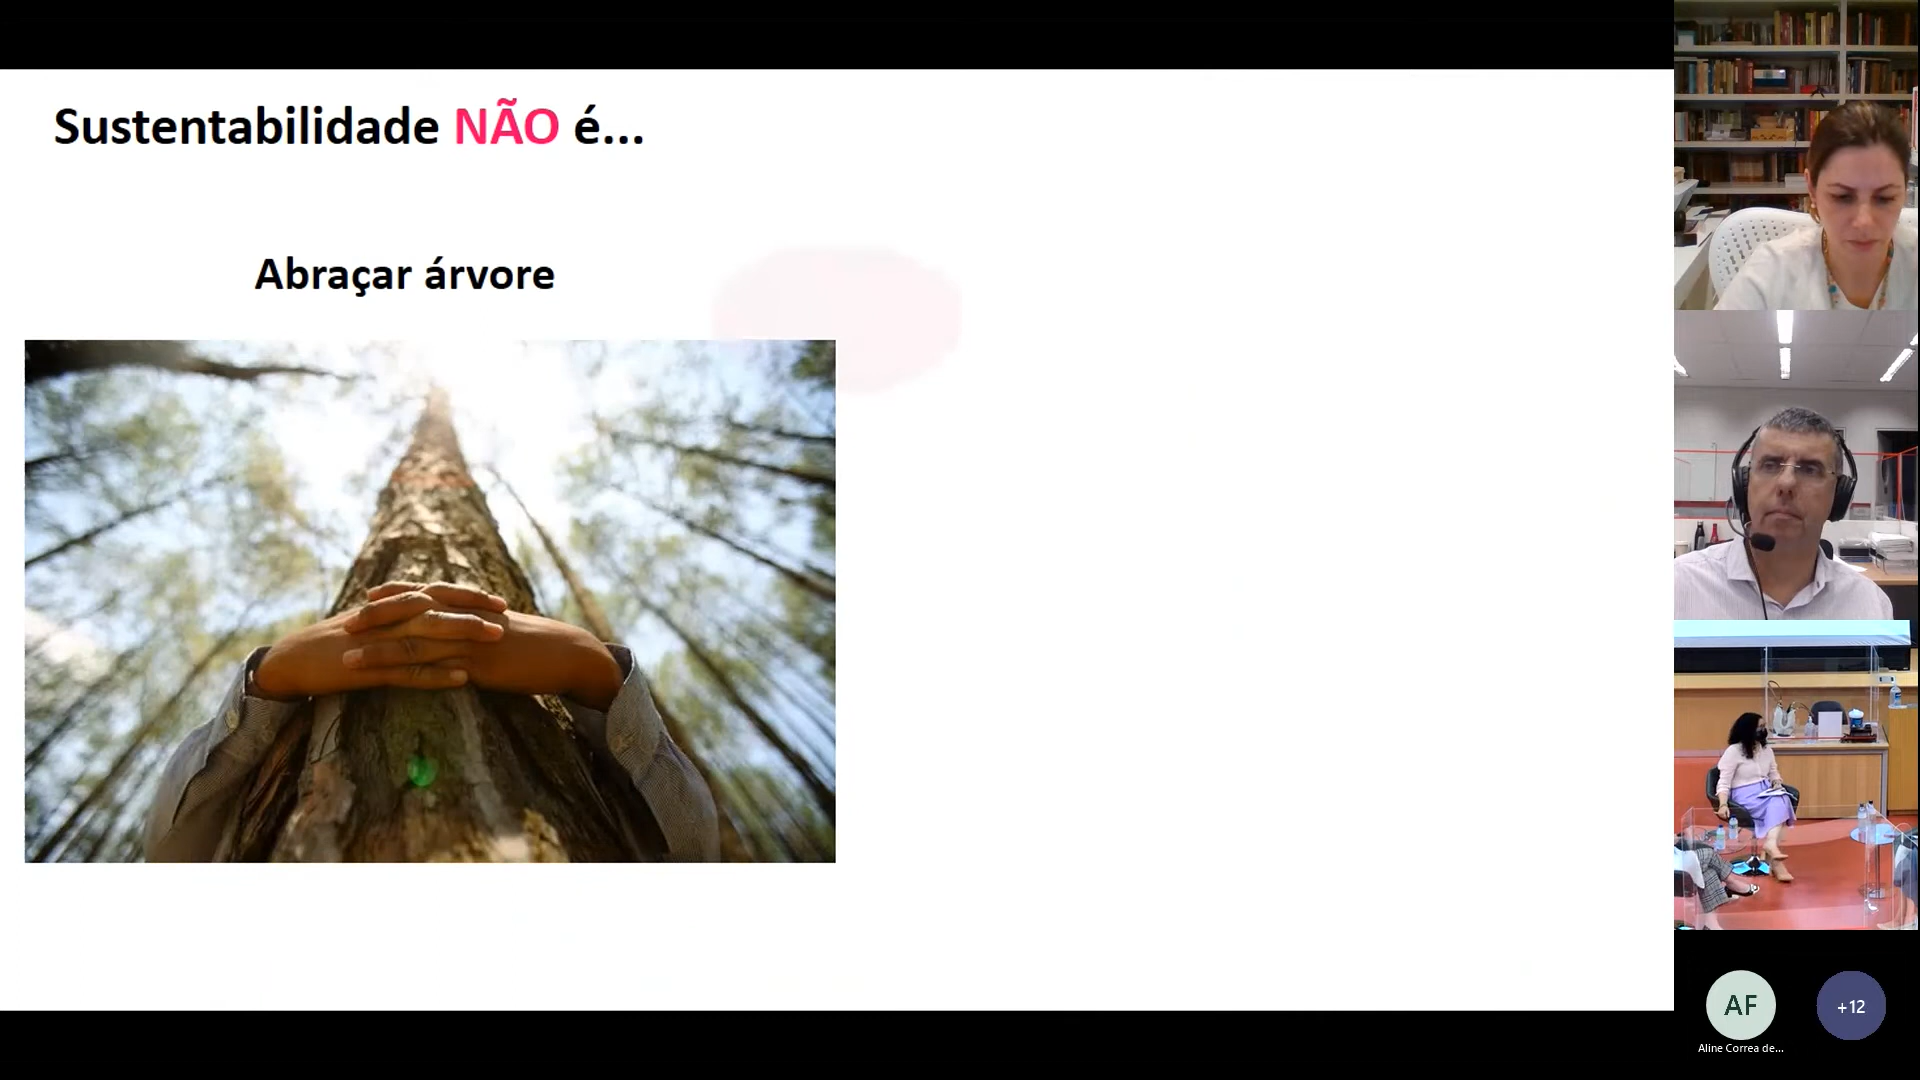 Sustentabilidade NÃO é...
Abraçar árvore
AF
+12
Aline Correa de...